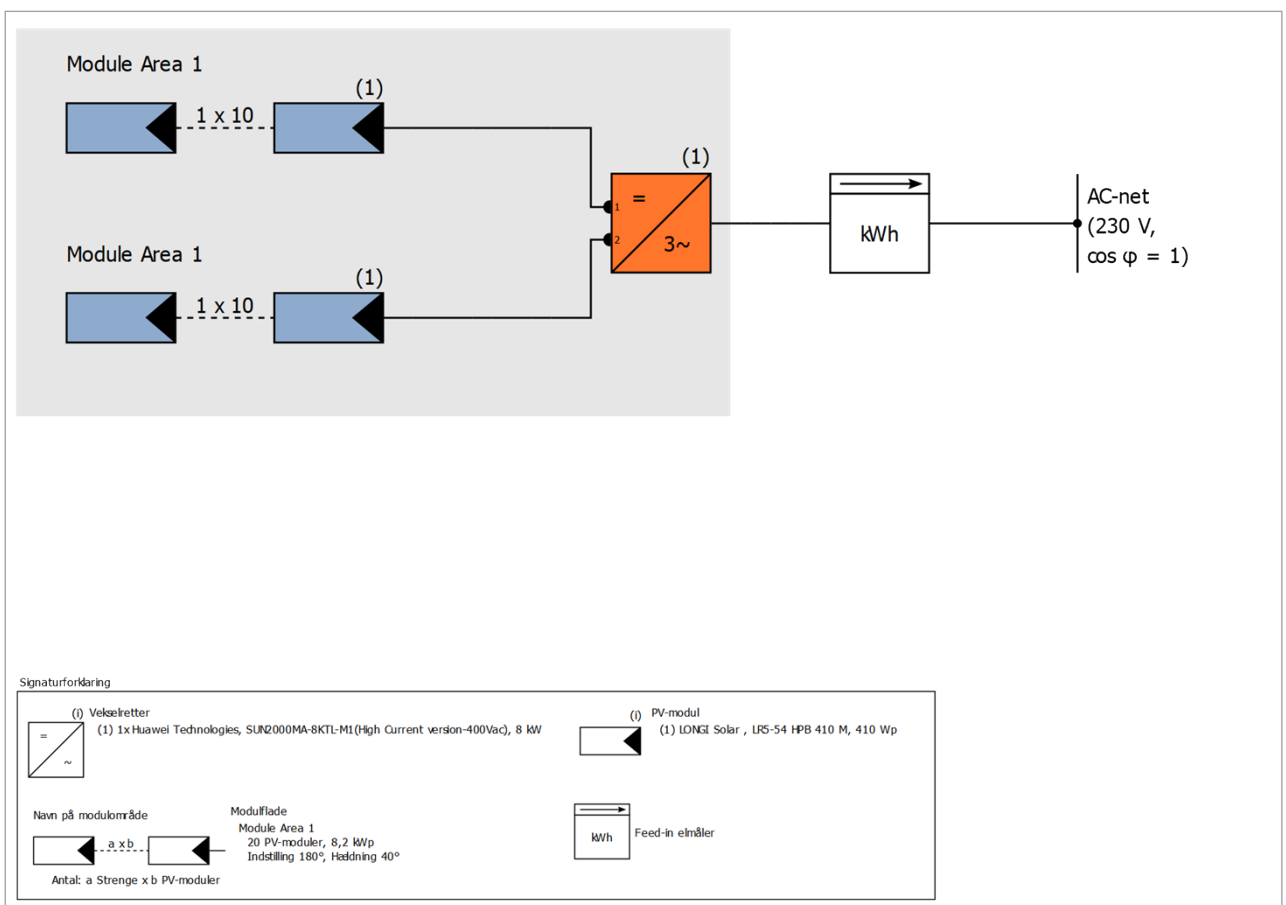 Module Area 1
(1)
1 x 10
(1)
=
1
2
3~
kWh
AC-net
(230 V,
cos φ = 1)
Module Area 1
(1)
1 x 10
Signaturforklaring
(i) Vekselretter
(1) 1x Huawei Technologies, SUN2000MA-8KTL-M1(High Current version-400Vac), 8 kW
=
~
(i) PV-modul
(1) LONGI Solar , LR5-54 HPB 410 M, 410 Wp
Navn på modulområde
a x b
Antal: a Strenge x b PV-moduler
Modulflade
Module Area 1
20 PV-moduler, 8,2 kWp
Indstilling 180°, Hældning 40°
kWh
Feed-in elmåler